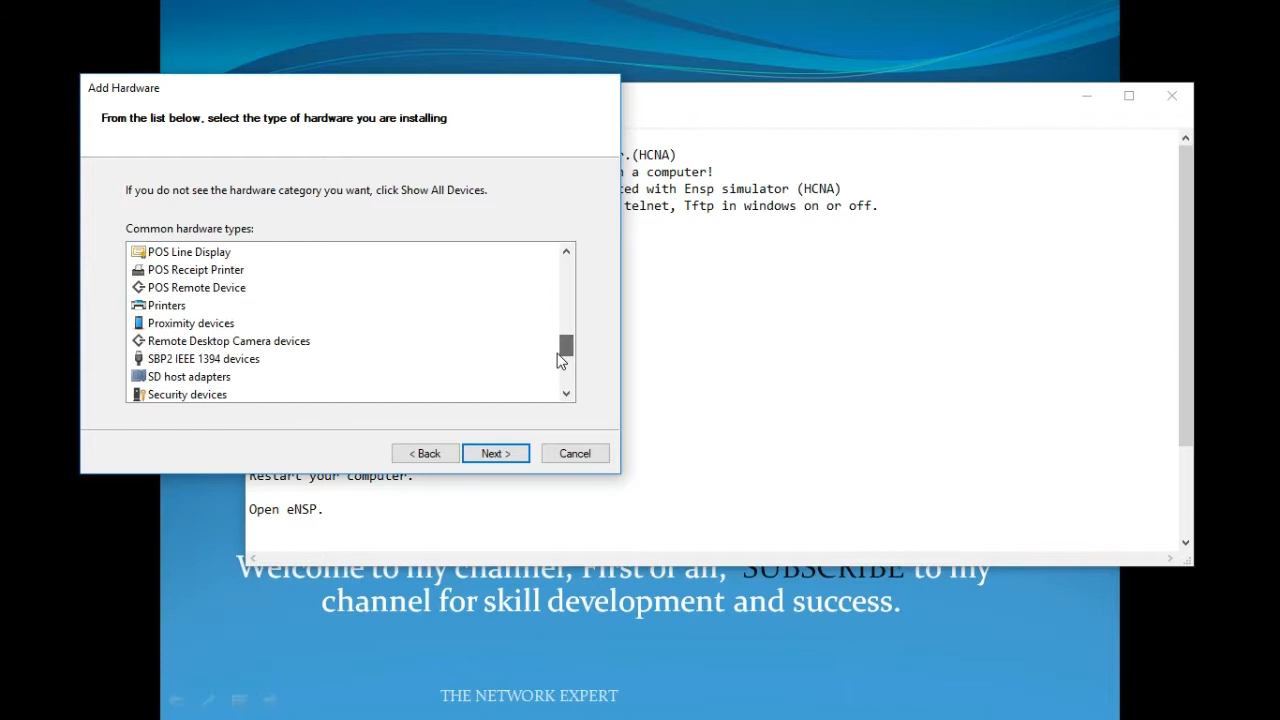 Add Hardware
From the list below, select the type of hardware you are installing
If you do not see the hardware category you want, click Show All Devices.
Common hardware types:
POS Line Display
POS Receipt Printer
POS Remote Device
Printers
Proximity devices
Remote Desktop Camera devices
SBP2 IEEE 1394 devices
SD host adapters
Security devices
< Back
Next >
Cancel
r.(HCNA)
a computer!
ted with Ensp simulator (HCNA)
telnet, Tftp in windows on or off.
Restart your computer.
Open eNSP.
Welcome to my channel, First of all, SUBSCRIBE to my
channel for skill development and success.
THE NETWORK EXPERT